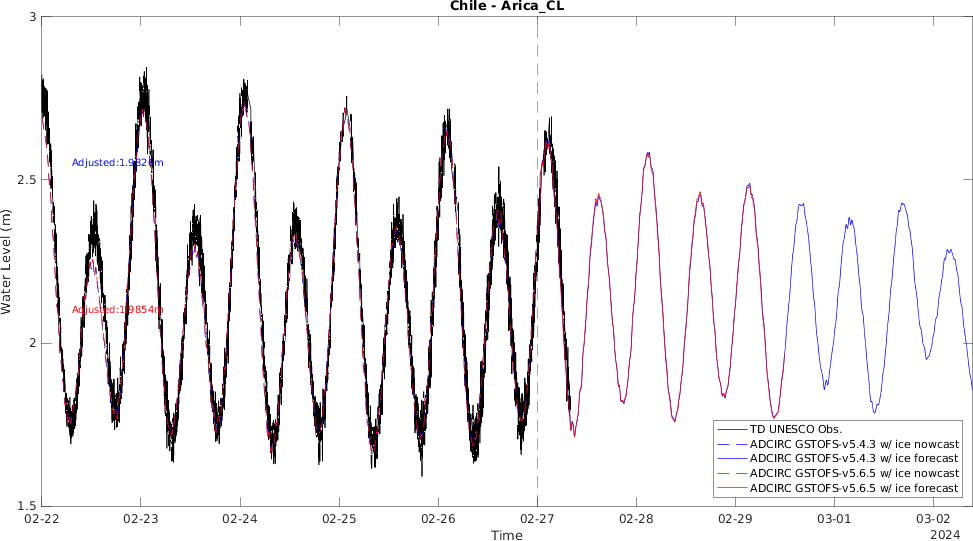 Chile - Arica_CL
3
2.5
2
1.5
Water Level (m)
Adjusted:1.9826m
Adjusted:1.9854m
TD UNESCO Obs.
ADCIRC GSTOFS-v5.4.3 w/ ice nowcast
ADCIRC GSTOFS-v5.4.3 w/ ice forecast
ADCIRC GSTOFS-v5.6.5 w/ ice nowcast
ADCIRC GSTOFS-v5.6.5 w/ ice forecast
02-22 02-23 02-24 02-25 02-26 02-27 02-28 02-29 03-01 03-02
Time
2024